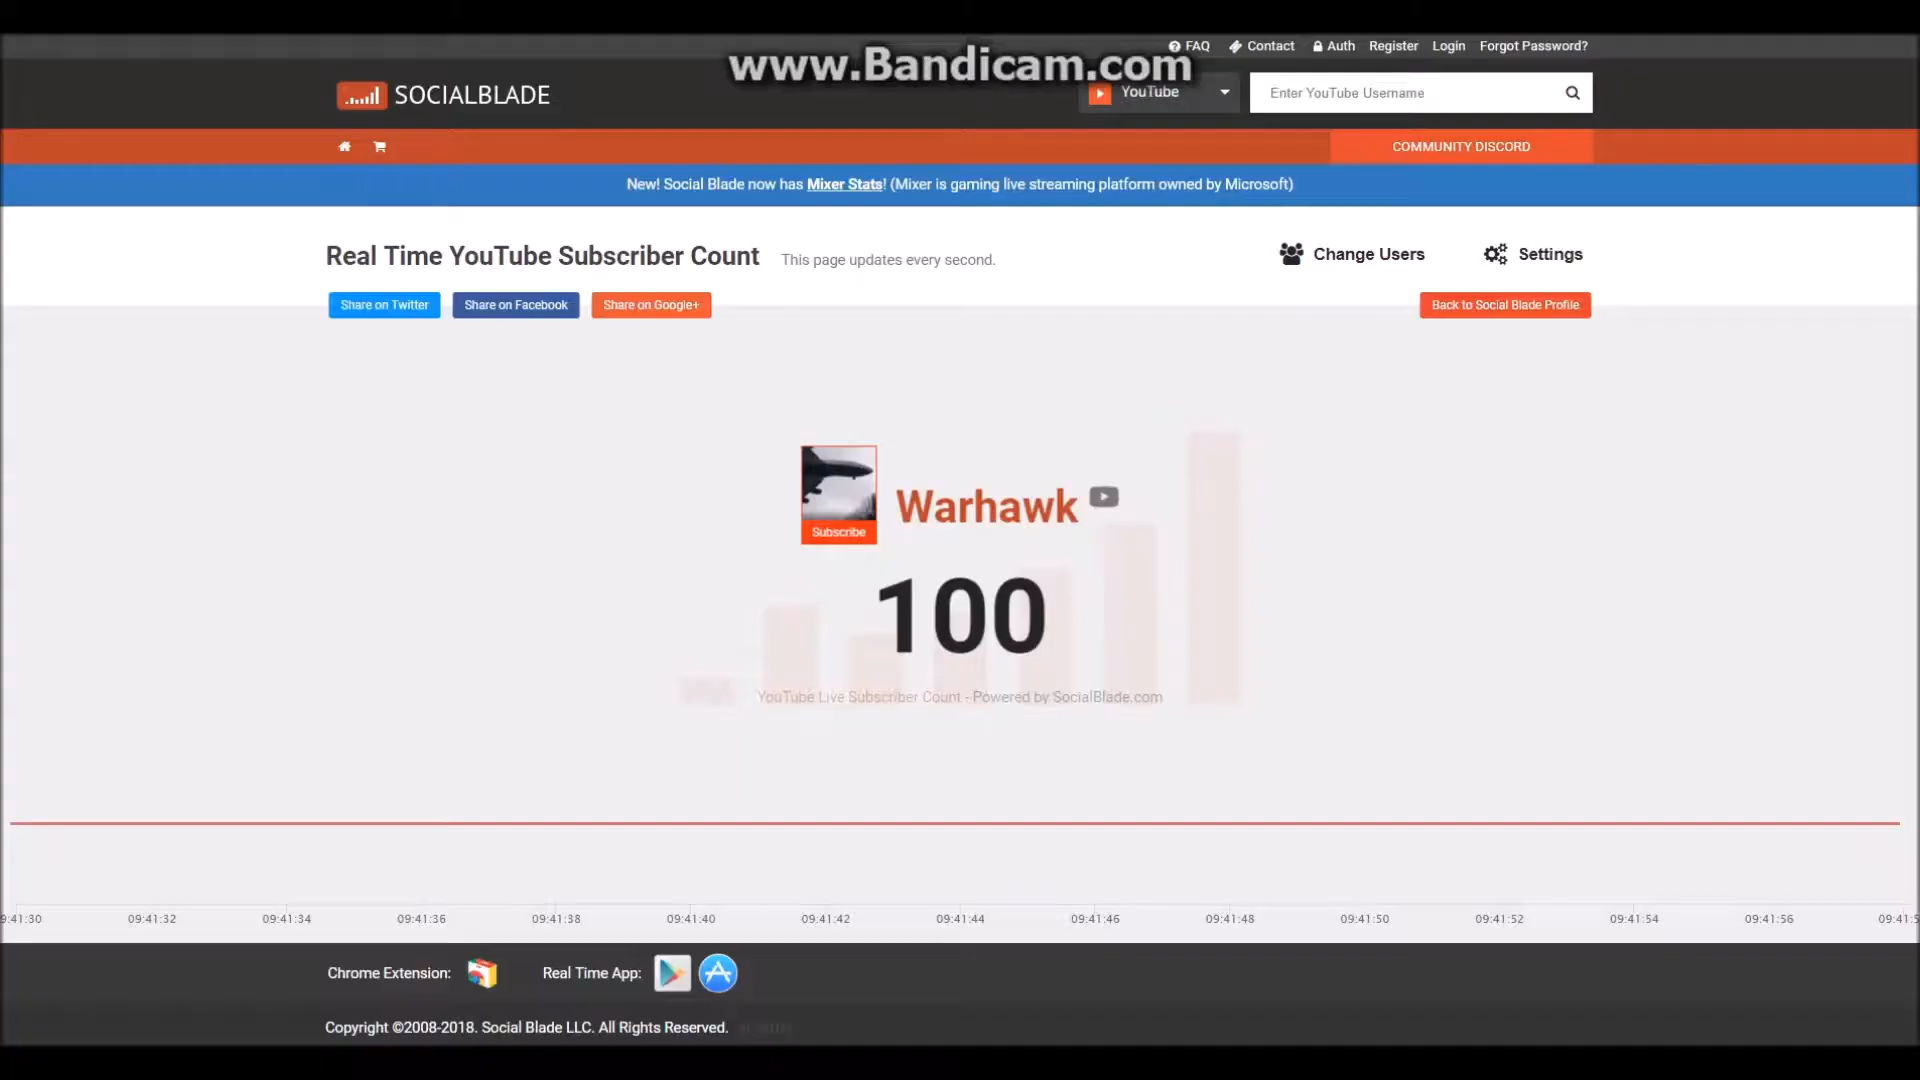 www.Bandicam.com
FAQ Contact Auth Register Login Forgot Password?
SOCIALBLADE
YouTube
Enter YouTube Username
COMMUNITY DISCORD
New! Social Blade now has Mixer Stats! (Mixer is gaming live streaming platform owned by Microsoft)
Real Time YouTube Subscriber Count This page updates every second.
Change Users Settings
Share on Twitter Share on Facebook Share on Google+ Back to Social Blade Profile
Warhawk
Subscribe
100
YouTube Live Subscriber Count - Powered by SocialBlade.com
9:41:30 09:41:32 09:41:34 09:41:36 09:41:38 09:41:40 09:41:42 09:41:44 09:41:46 09:41:48 09:41:50 09:41:52 09:41:54 09:41:56 09:41:5
Chrome Extension: Real Time App:
Copyright ©2008-2018. Social Blade LLC. All Rights Reserved.